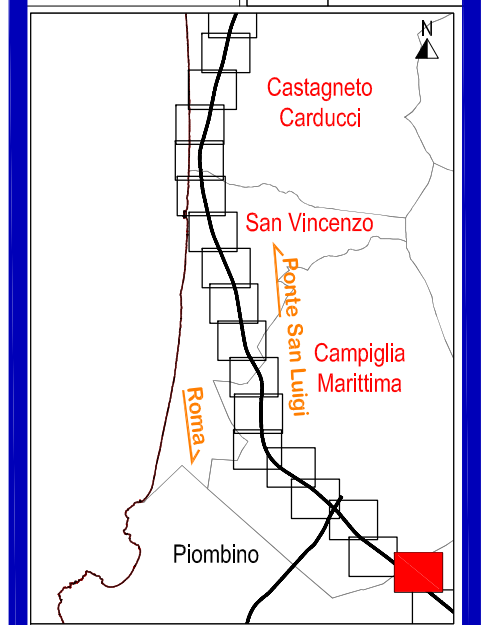 N
Castagneto
Carducci
San Vincenzo
Ponte San Luigi
Campiglia
Marittima
Roma
Piombino